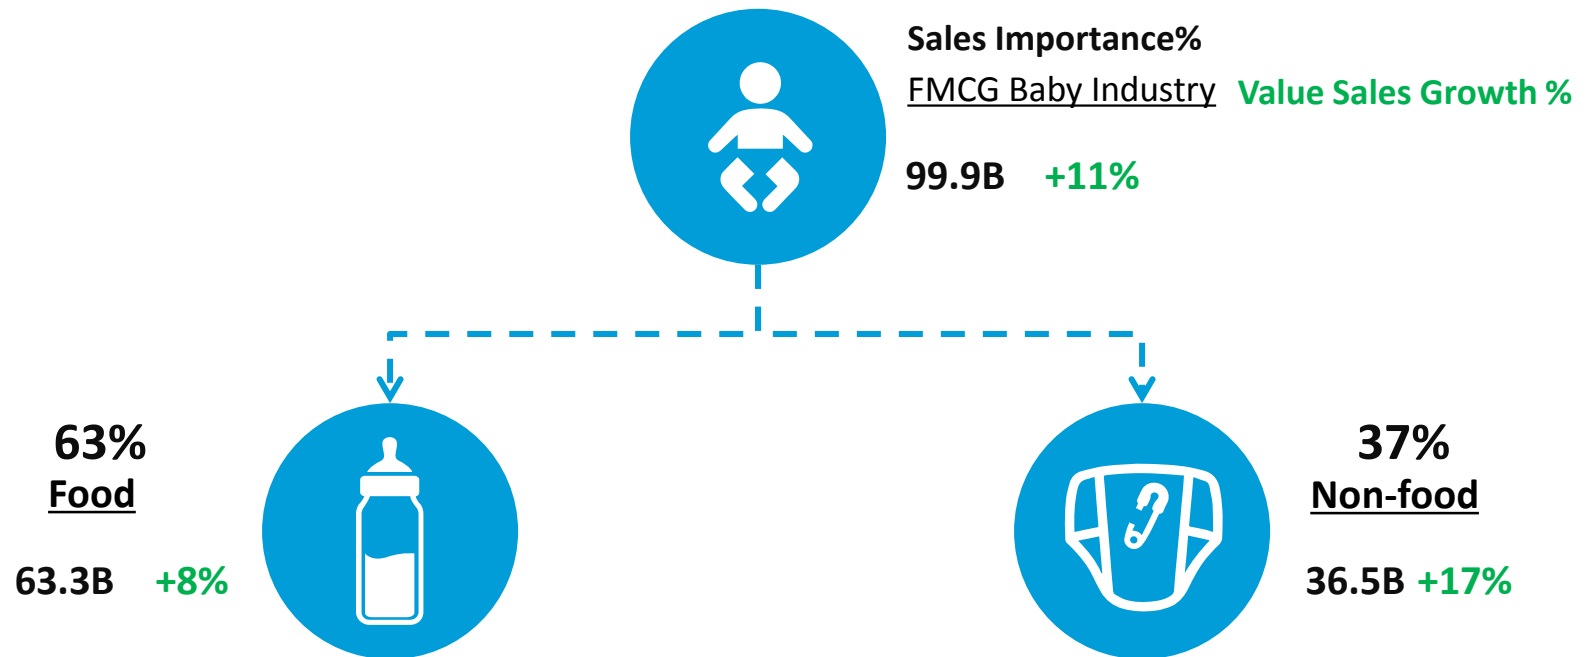 Sales Importance%
FMCG Baby Industry Value Sales Growth %
99.9B +11%
63%
Food
63.3B +8%
37%
Non-food
36.5B +17%